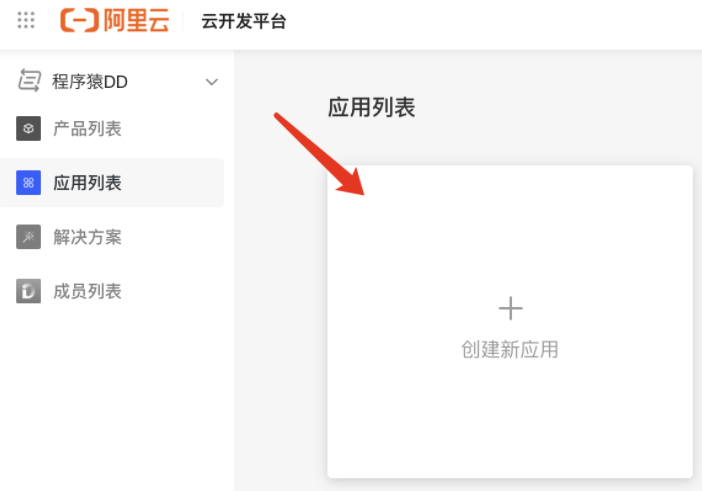 阿里云 云开发平台
程序猿DD
产品列表
应用列表
解决方案
成员列表
应用列表
创建新应用